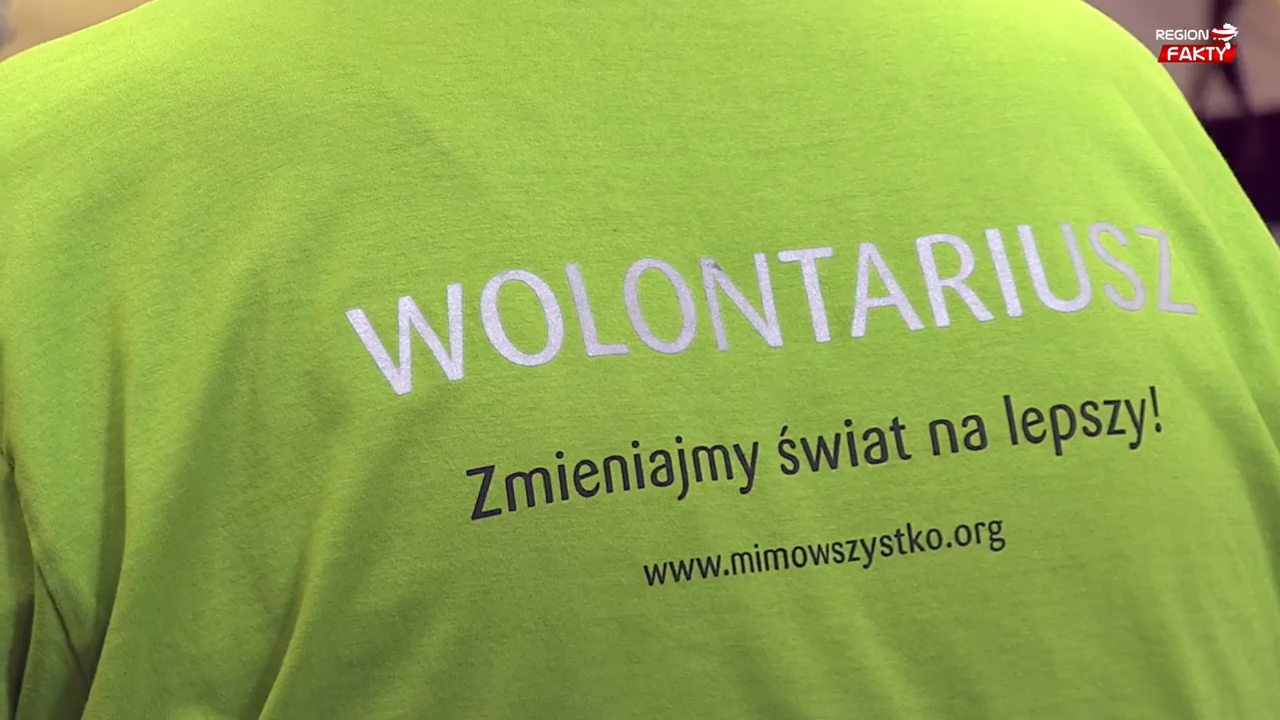 REGION
FAKTY
WOLONTARIUSZ
Zmieniajmy świat na lepszy!
www.mimowszystko.org